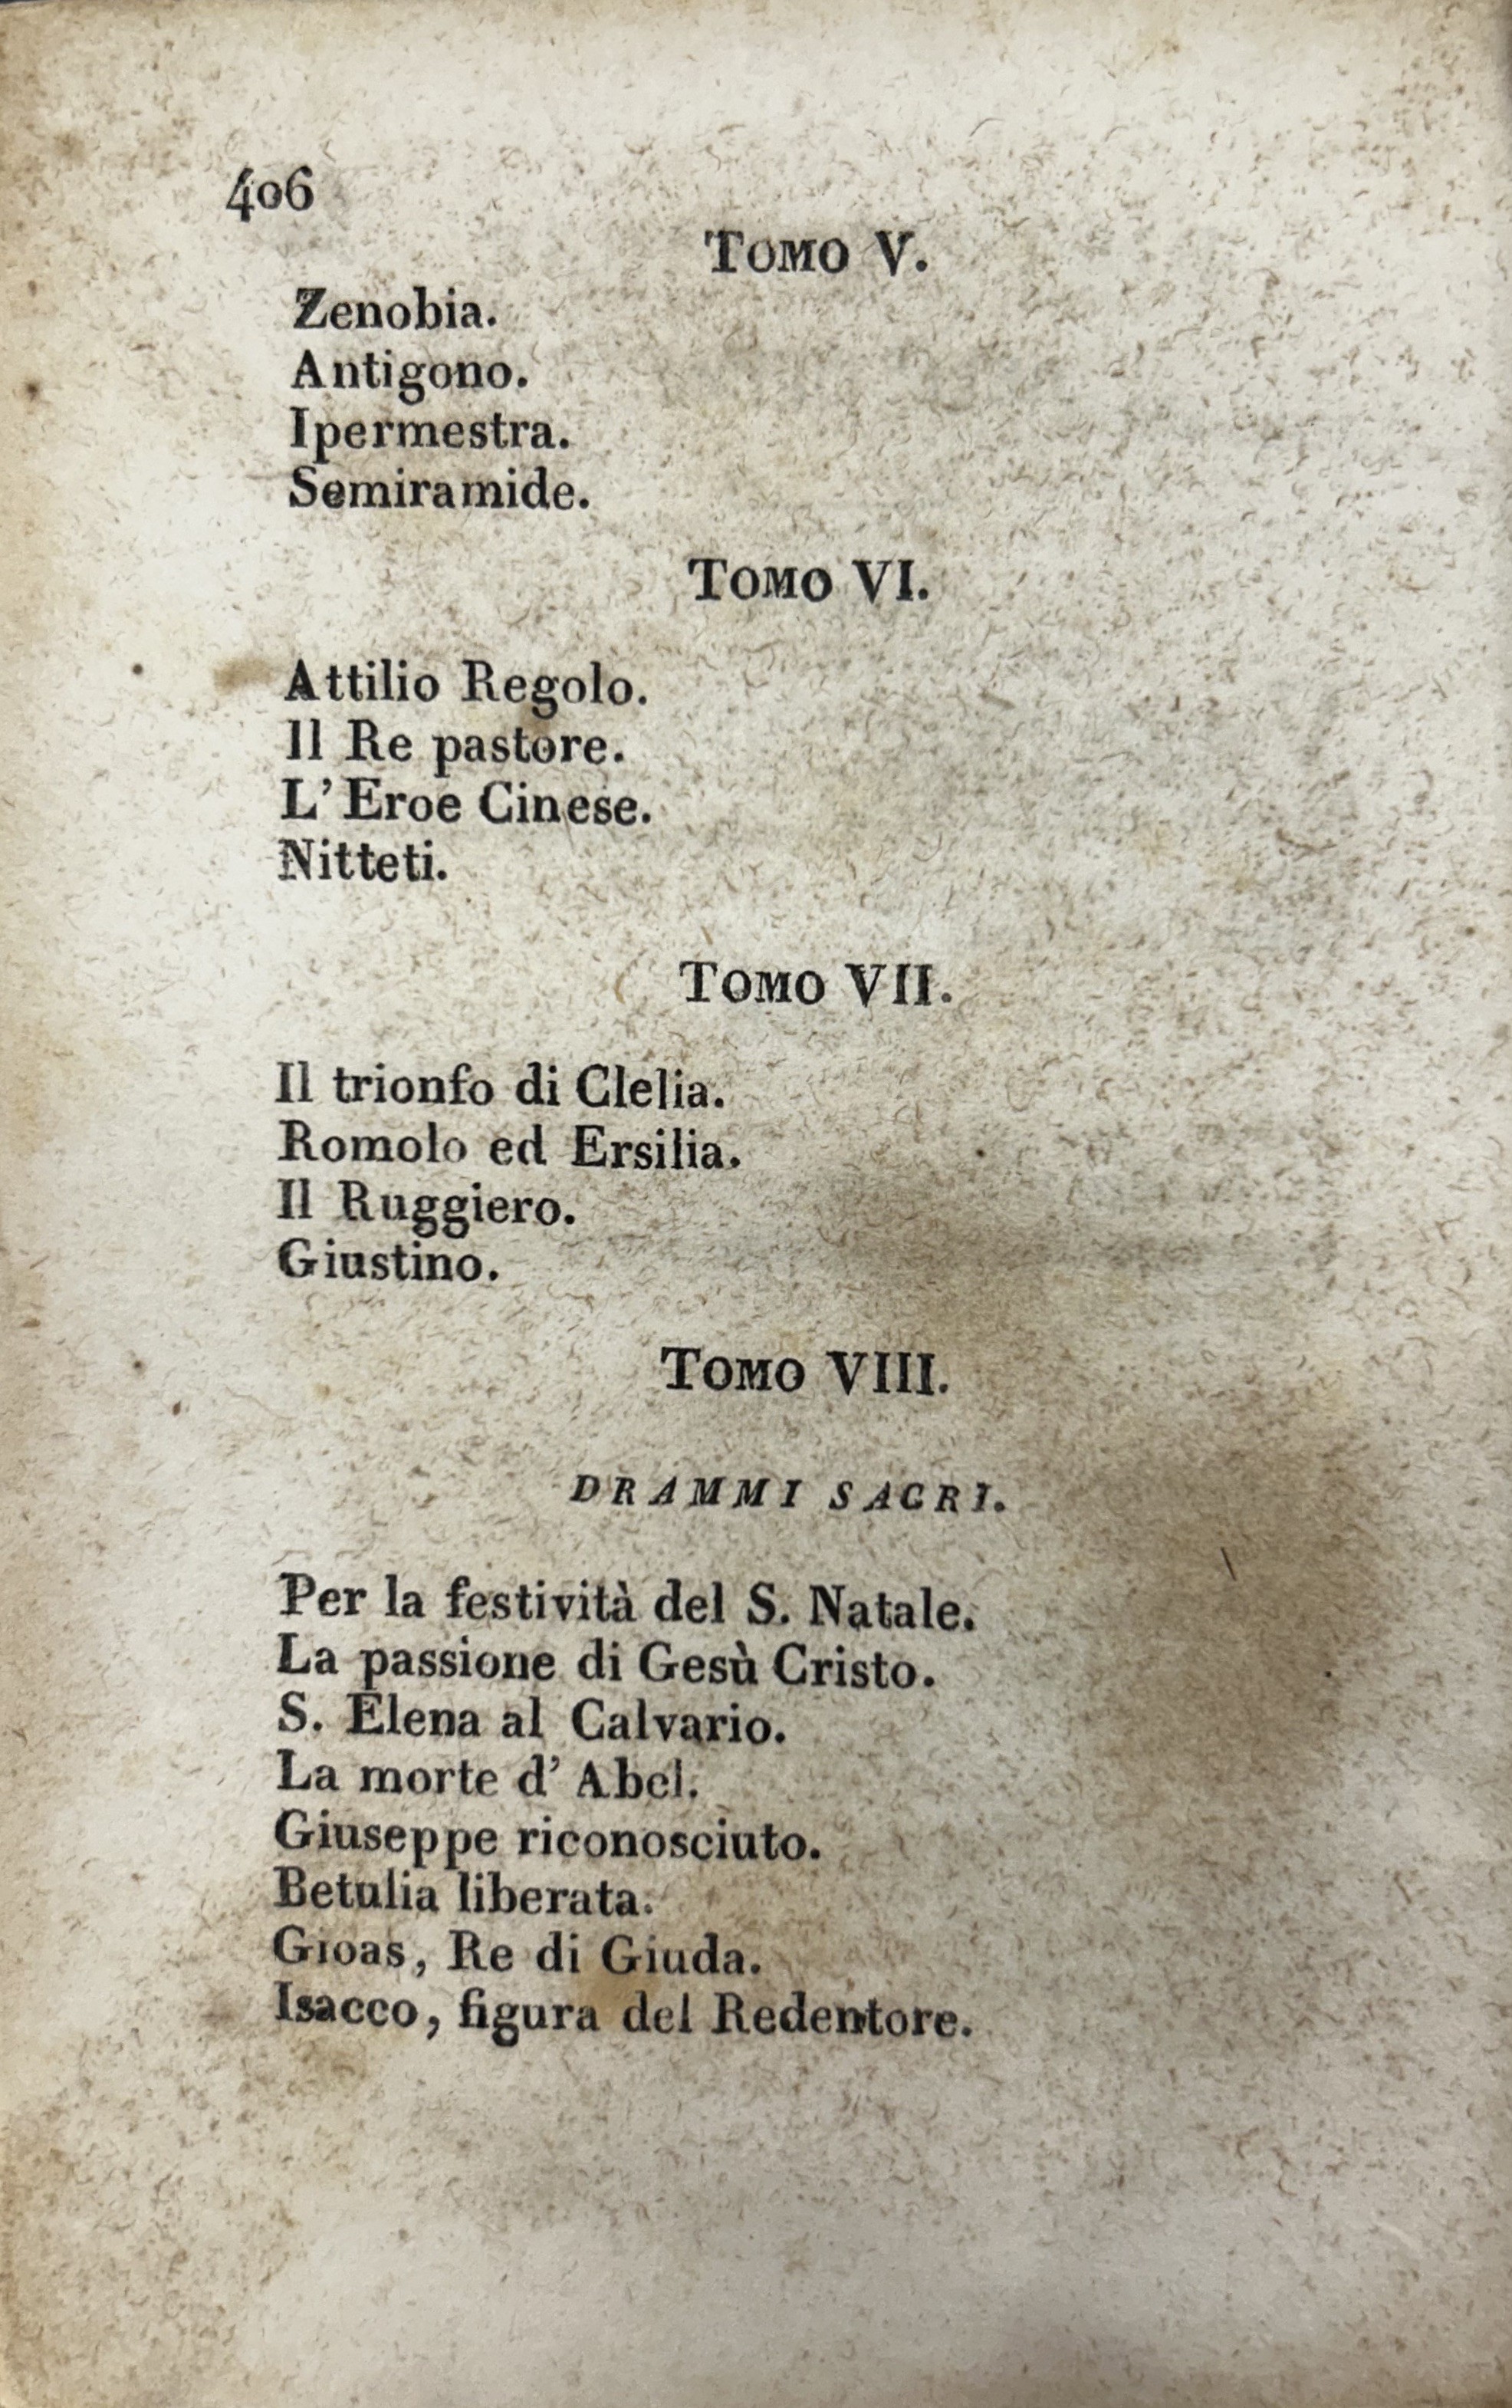 406
TOMO V.
Zenobia.
Antigono.
Ipermestra.
Semiramide.
TOMO VI.
Attilio Regolo.
Il Re pastore.
L' Eroe Cinese.
Nitteti.
TOMO VII.
Il trionfo di Clelia.
Romolo ed Ersilia.
Il Ruggiero.
Giustino.
TOMO VIII.
DRAMMI SACRI.
Per la festività del S. Natale.
La passione di Gesù Cristo.
S. Elena al Calvario.
La morte d' Abel.
Giuseppe riconosciuto.
Betulia liberata.
Gioas, Re di Giuda.
Isacco, figura del Redentore.